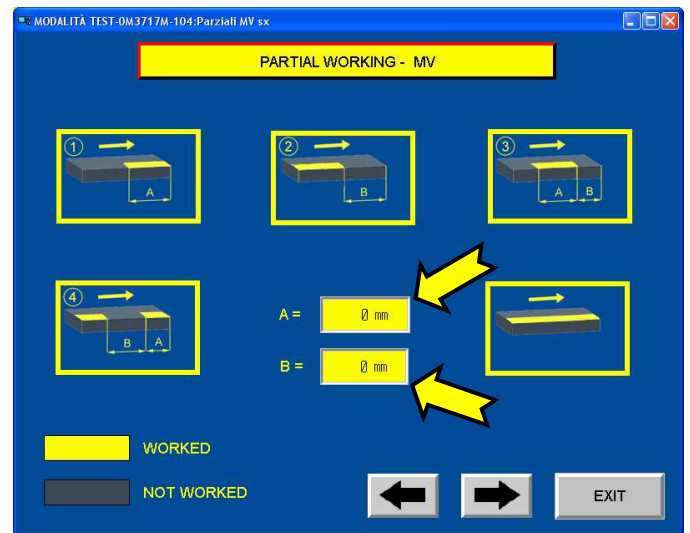 MODALITÀ TEST-0M3717M-104:Parziali MV sx
PARTIAL WORKING - MV
1
A
2
B
3
A B
4
B A
A = 0 mm
B = 0 mm
WORKED
NOT WORKED
EXIT